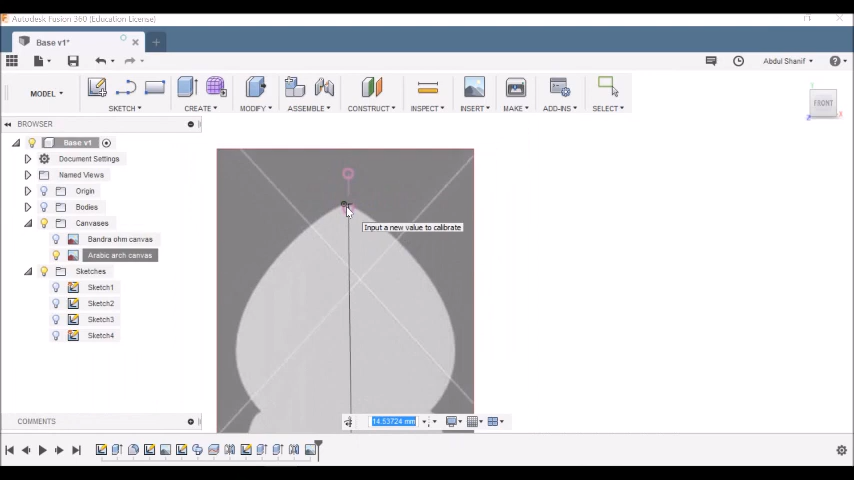 Autodesk Fusion 360 (Education License)
Base v1*
Abdul Shanif
MODEL
SKETCH
CREATE
MODIFY
ASSEMBLE
CONSTRUCT
INSPECT
INSERT
MAKE
ADD-INS
SELECT
FRONT
BROWSER
Base v1
Document Settings
Named Views
Origin
Bodies
Canvases
Bandra ohm canvas
Arabic arch canvas
Sketches
Sketch1
Sketch2
Sketch3
Sketch4
Input a new value to calibrate
COMMENTS
14.53724 mm